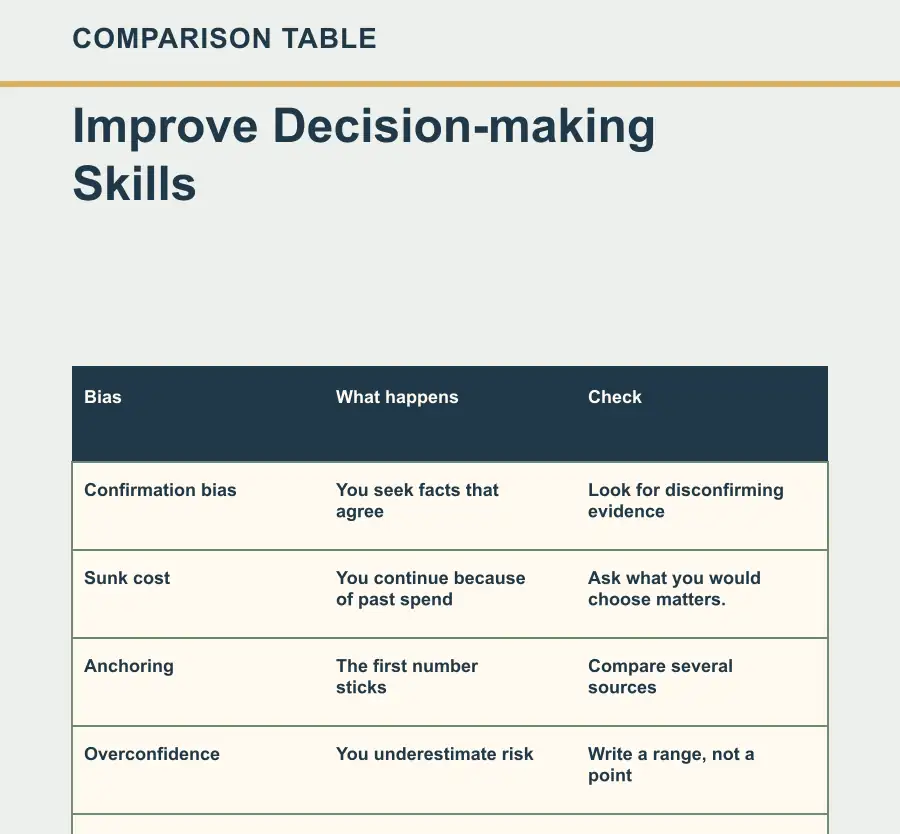 COMPARISON TABLE
Improve Decision-making
Skills
Bias
What happens
Check
Confirmation bias
You seek facts that
agree
Look for disconfirming
evidence
Sunk cost
You continue because
of past spend
Ask what you would
choose matters.
Anchoring
The first number
sticks
Compare several
sources
Overconfidence
You underestimate risk
Write a range, not a
point